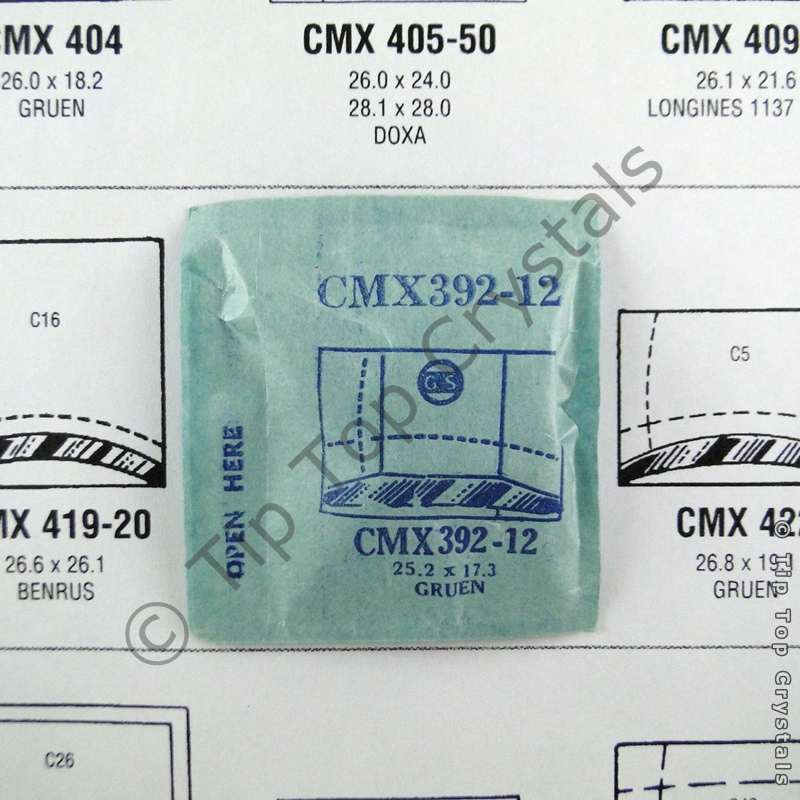 CMX 404
26.0 x 18.2
GRUEN
CMX 405-50
26.0 x 24.0
28.1 x 28.0
DOXA
CMX 409
26.1 x 21.6
LONGINES 1137
C16
MX 419-20
26.6 x 26.1
BENRUS
CMX392-12
GS
OPEN HERE
CMX392-12
25.2 x 17.3
GRUEN
C5
CMX 422
26.8 x
GRUEN
C26
© Tip Top Crystals
© Tip Top Crystals